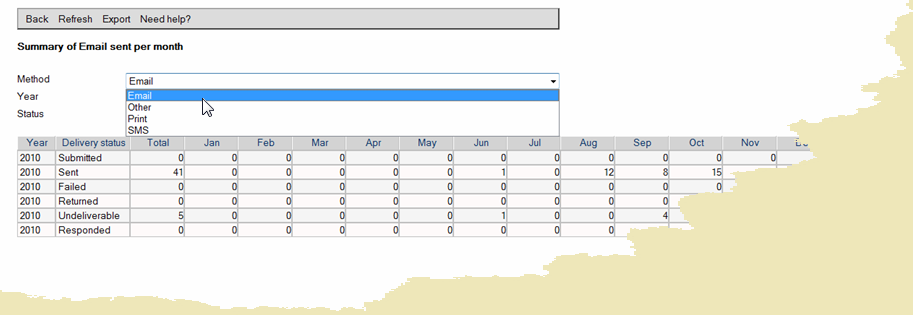 Back Refresh Export Need help?
Summary of Email sent per month
Method Email
Year Email
Other
Status Print
SMS
Year Delivery status Total Jan Feb Mar Apr May Jun Jul Aug Sep Oct Nov
2010 Submitted 0 0 0 0 0 0 0 0 0 0 0 0
2010 Sent 41 0 0 0 0 0 1 0 12 8 15
2010 Failed 0 0 0 0 0 0 0 0 0 0 0
2010 Returned 0 0 0 0 0 0 0 0 0 0
2010 Undeliverable 5 0 0 0 0 0 1 0 0 4
2010 Responded 0 0 0 0 0 0 0 0 0